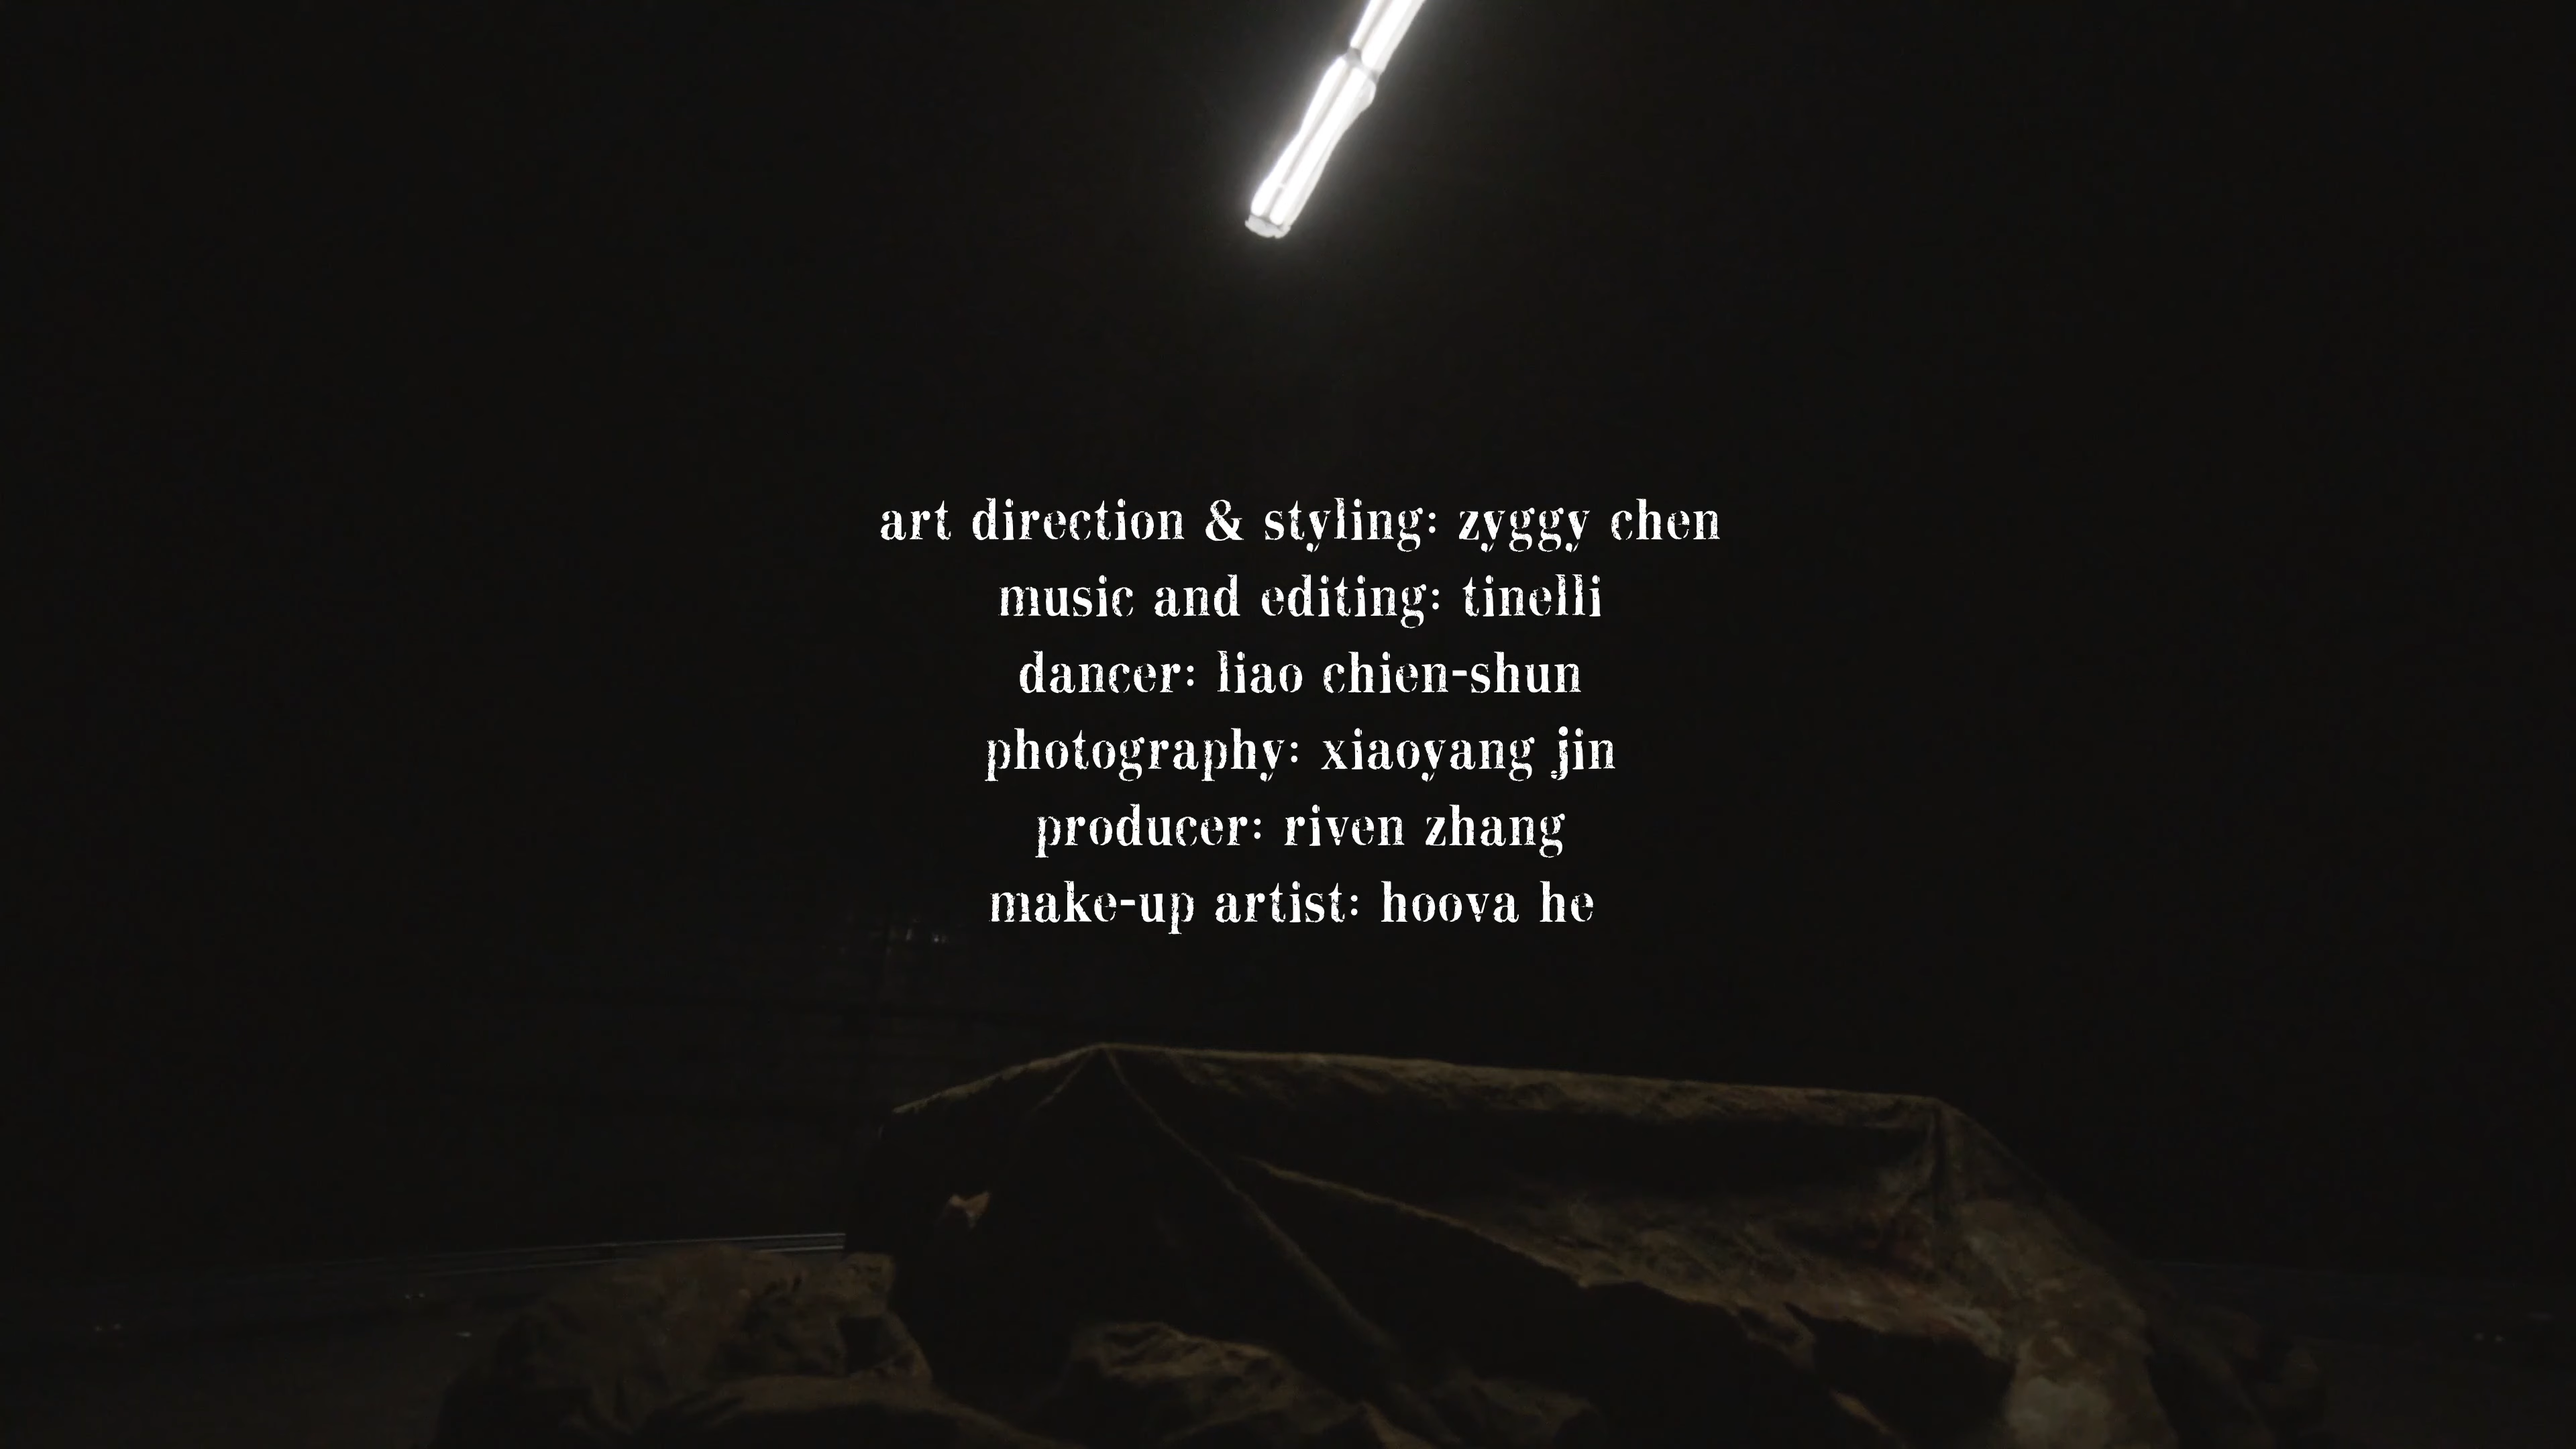 art direction & styling: zyggy chen
music and editing: tinelli
dancer: liao chien-shun
photography: xiaoyang jin
producer: riven zhang
make-up artist: hoova he